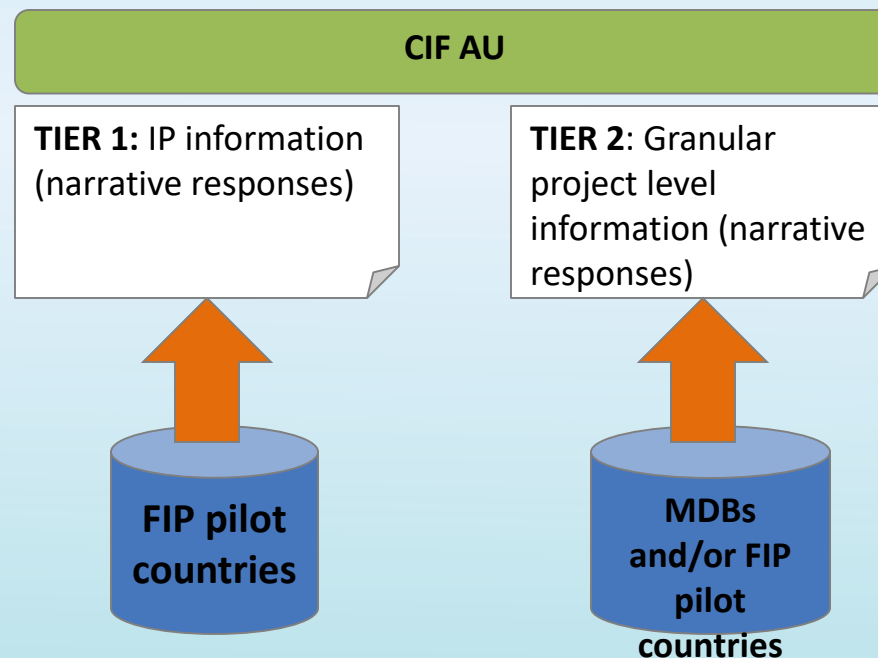 CIF AU
TIER 1: IP information
(narrative responses)
TIER 2: Granular
project level
information (narrative
responses)
FIP pilot
countries
MDBs
and/or FIP
pilot
countries